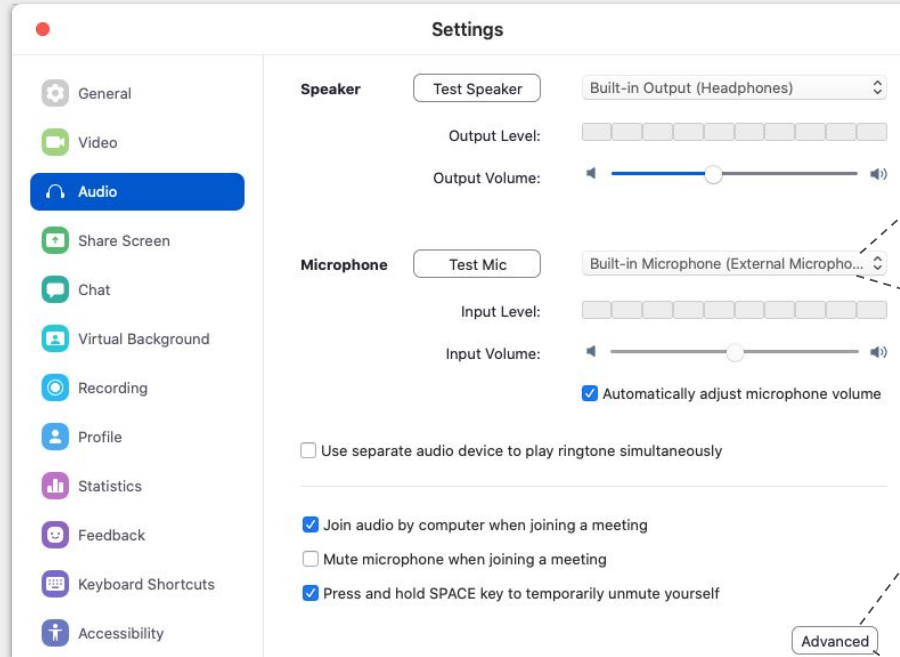 Settings
General
Video
Audio
Share Screen
Chat
Virtual Background
Recording
Profile
Statistics
Feedback
Keyboard Shortcuts
Accessibility
Speaker Test Speaker Built-in Output (Headphones)
Output Level:
Output Volume:
Microphone Test Mic Built-in Microphone (External Micropho...
Input Level:
Input Volume:
Automatically adjust microphone volume
Use separate audio device to play ringtone simultaneously
Join audio by computer when joining a meeting
Mute microphone when joining a meeting
Press and hold SPACE key to temporarily unmute yourself
Advanced